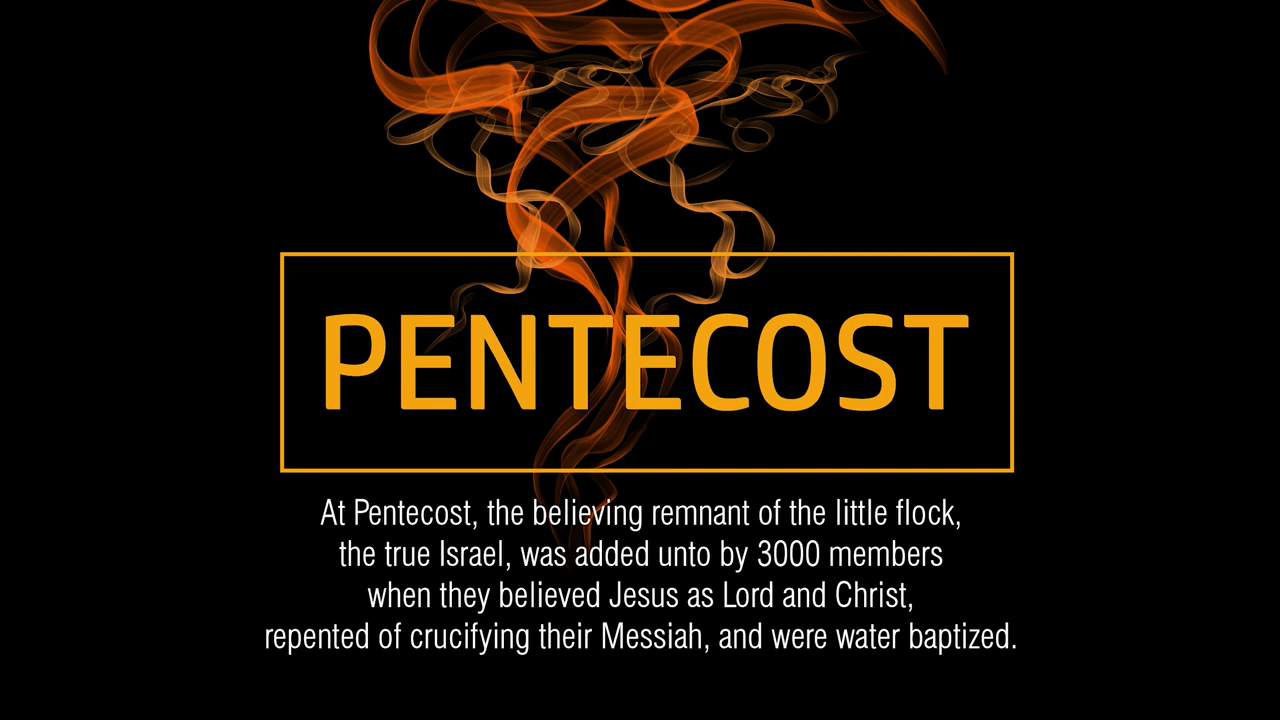 PENTECOST
At Pentecost, the believing remnant of the little flock,
the true Israel, was added unto by 3000 members
when they believed Jesus as Lord and Christ,
repented of crucifying their Messiah, and were water baptized.